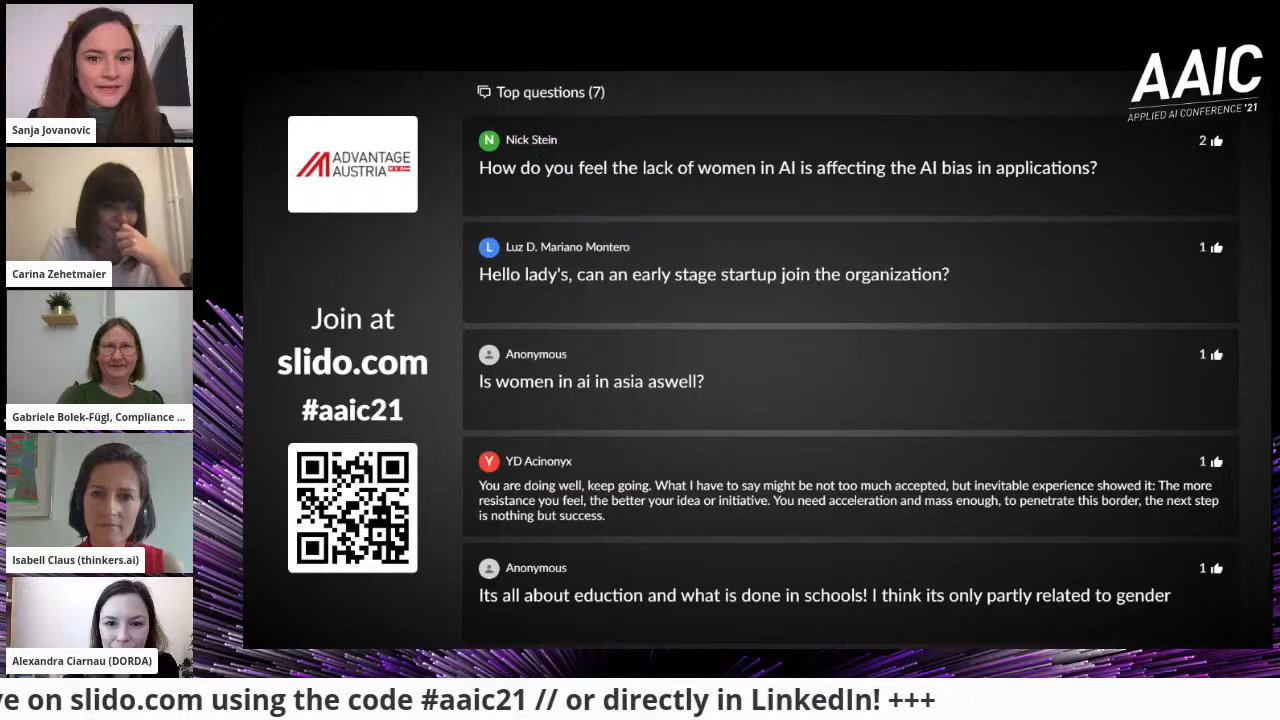 Sanja Jovanovic
Carina Zehetmaier
Gabriele Bolek-Fügl, Compliance ...
Isabell Claus (thinkers.ai)
Alexandra Ciarnau (DORDA)
ADVANTAGE
AUSTRIA
Join at
slido.com
#aaic21
Top questions (7)
N Nick Stein 2
How do you feel the lack of women in AI is affecting the AI bias in applications?
L Luz D. Mariano Montero 1
Hello lady's, can an early stage startup join the organization?
Anonymous 1
Is women in ai in asia aswell?
Y YD Acinonyx 1
You are doing well, keep going. What I have to say might be not too much accepted, but inevitable experience showed it: The more
resistance you feel, the better your idea or initiative. You need acceleration and mass enough, to penetrate this border, the next step
is nothing but success.
Anonymous 1
Its all about eduction and what is done in schools! I think its only partly related to gender
AAIC
APPLIED AI CONFERENCE '21
ve on slido.com using the code #aaic21 // or directly in LinkedIn! +++